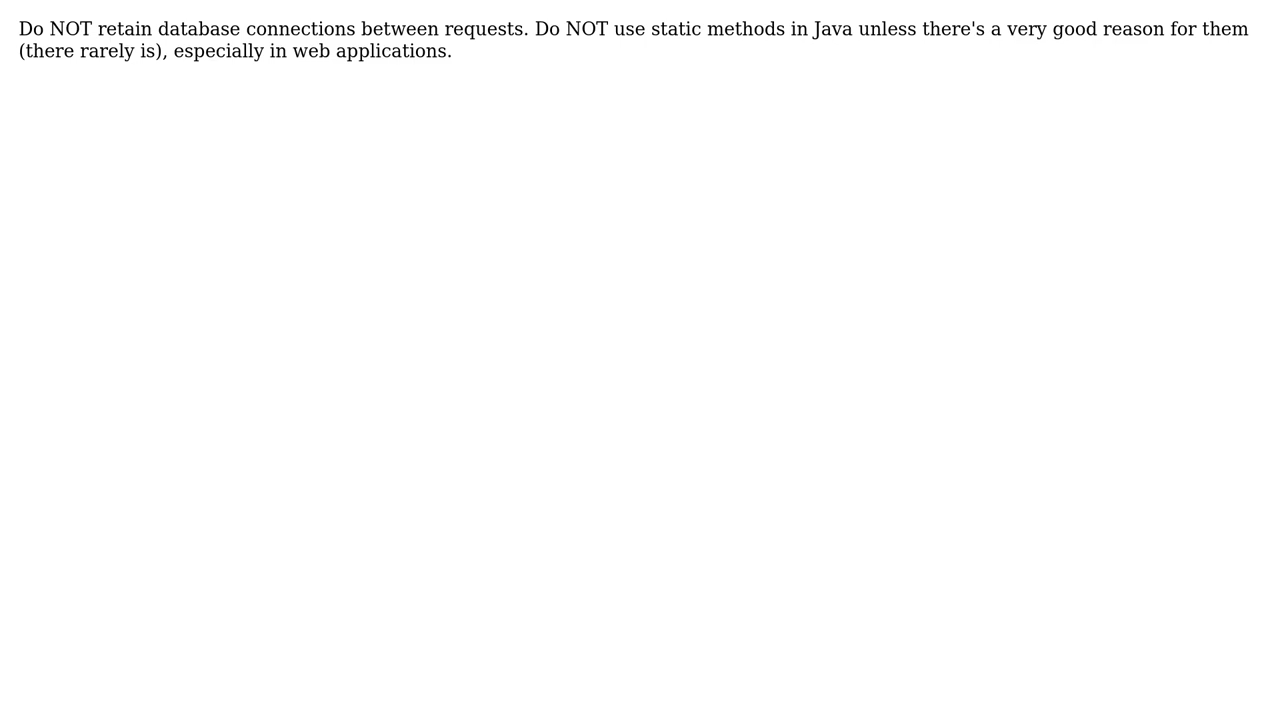 Do NOT retain database connections between requests. Do NOT use static methods in Java unless there's a very good reason for them
(there rarely is), especially in web applications.